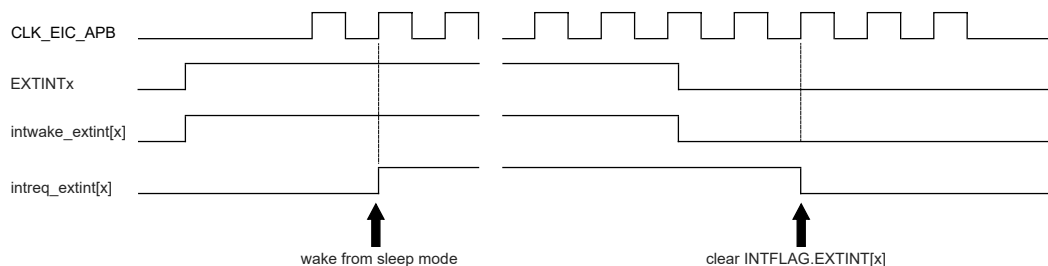 CLK_EIC_APB
EXTINTx
intwake_extint[x]
intreq_extint[x]
wake from sleep mode
clear INTFLAG.EXTINT[x]